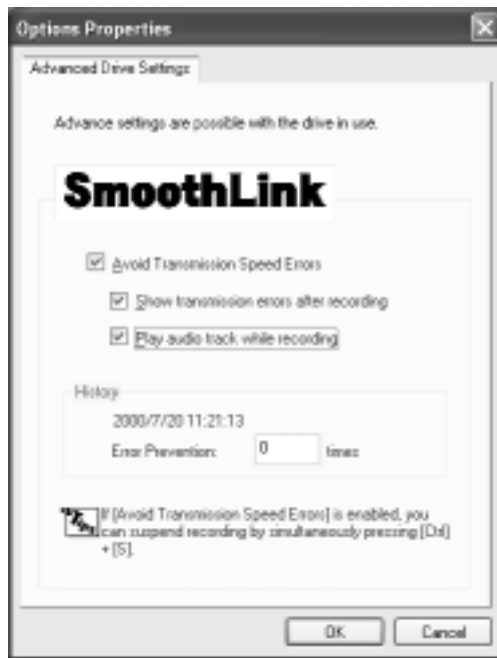 Options Properties
Advanced Drive Settings
Advance settings are possible with the drive in use.
SmoothLink
Avoid Transmission Speed Errors
Show transmission errors after recording
Play audio track while recording
History
2000/7/20 11:21:13
Error Prevention: 0 times
If [Avoid Transmission Speed Errors] is enabled, you
can suspend recording by simultaneously pressing [Ctrl]
+ [S].
OK Cancel